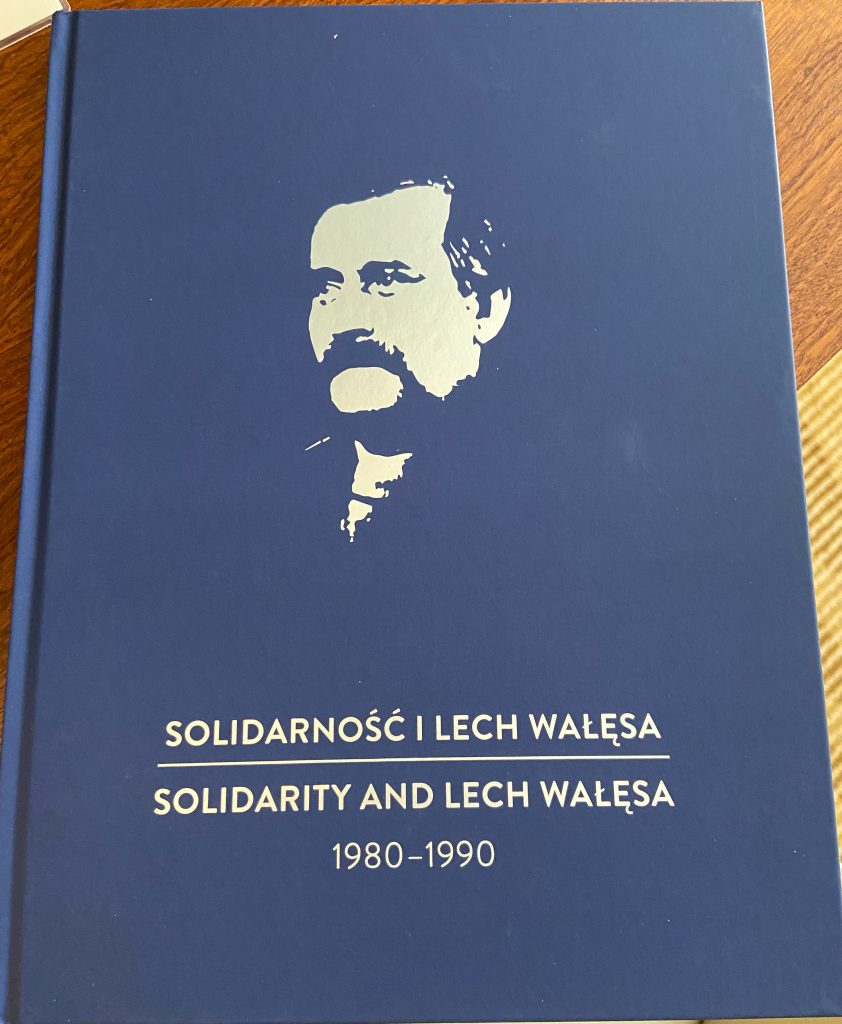 SOLIDARNOŚĆ I LECH WAŁĘSA
SOLIDARITY AND LECH WAŁĘSA
1980–1990